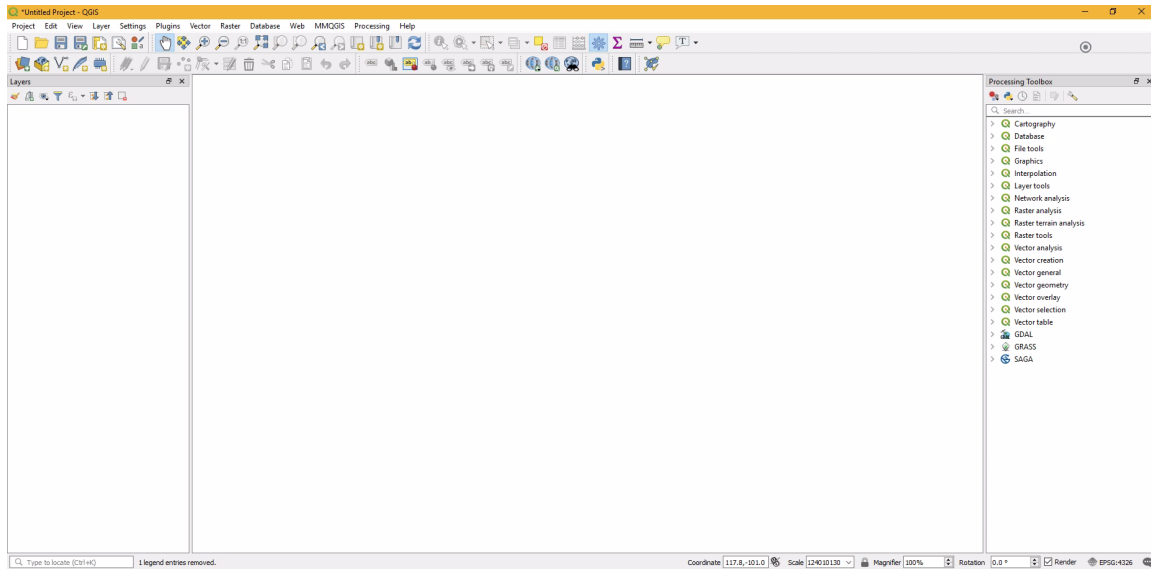 *Untitled Project - QGIS
Project Edit View Layer Settings Plugins Vector Raster Database Web MMQGIS Processing Help
Layers
Processing Toolbox
Search...
Cartography
Database
File tools
Graphics
Interpolation
Layer tools
Network analysis
Raster analysis
Raster terrain analysis
Raster tools
Vector analysis
Vector creation
Vector general
Vector geometry
Vector overlay
Vector selection
Vector table
GDAL
GRASS
SAGA
Type to locate (Ctrl+K) 1 legend entries removed. Coordinate 117.8,-101.0 Scale 124010130 Magnifier 100% Rotation 0.0 ° Render EPSG:4326